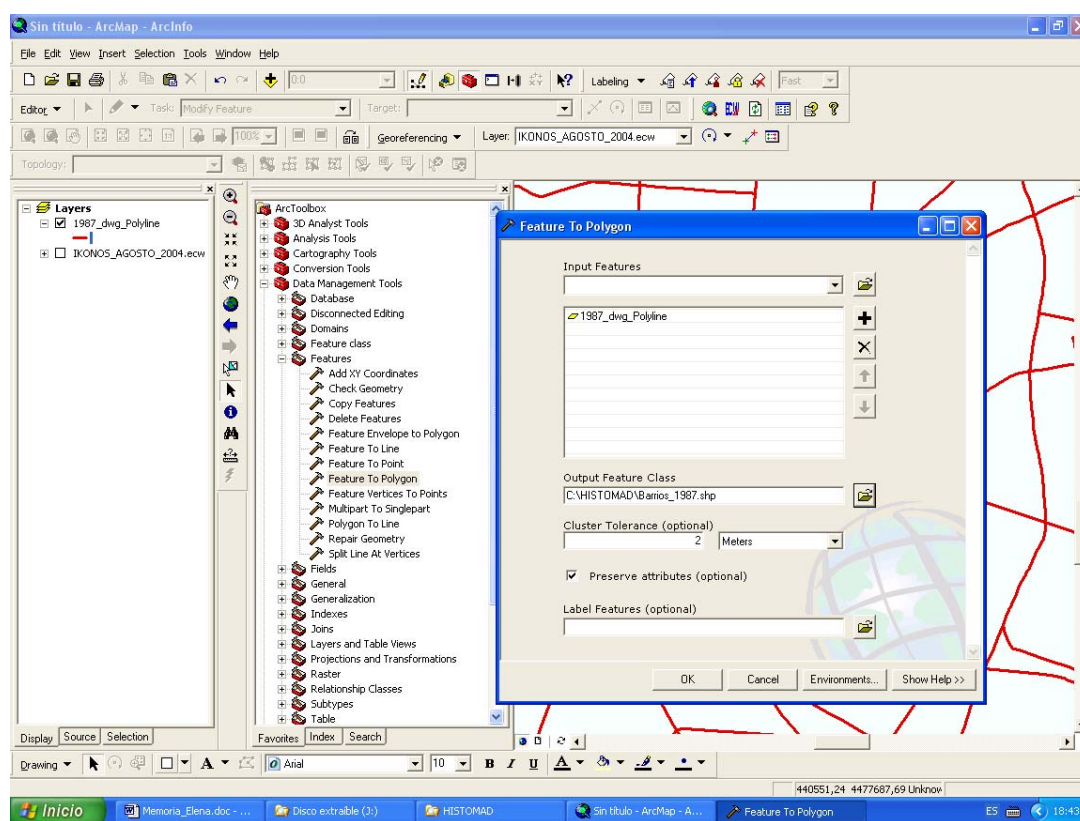 Sin título - ArcMap - ArcInfo
File Edit View Insert Selection Tools Window Help
0:0
Labeling
Fast
Editor
Task: Modify Feature
Target:
100%
Georeferencing
Layer: IKONOS_AGOSTO_2004.ecw
Topology:
Layers
1987_dwg_Polyline
IKONOS_AGOSTO_2004.ecw
ArcToolbox
3D Analyst Tools
Analysis Tools
Cartography Tools
Conversion Tools
Data Management Tools
Database
Disconnected Editing
Domains
Feature class
Features
Add XY Coordinates
Check Geometry
Copy Features
Delete Features
Feature Envelope to Polygon
Feature To Line
Feature To Point
Feature To Polygon
Feature Vertices To Points
Multipart To Singlepart
Polygon To Line
Repair Geometry
Split Line At Vertices
Fields
General
Generalization
Indexes
Joins
Layers and Table Views
Projections and Transformations
Raster
Relationship Classes
Subtypes
Table
Display Source Selection
Favorites Index Search
Feature To Polygon
Input Features
1987_dwg_Polyline
Output Feature Class
C:\HISTOMAD\Barrios_1987.shp
Cluster Tolerance (optional)
2 Meters
Preserve attributes (optional)
Label Features (optional)
OK Cancel Environments... Show Help >>
Drawing A Arial 10 B I U A
440551,24 4477687,69 Unknow
Inicio
Memoria_Elena.doc - ...
Disco extraíble (J:)
HISTOMAD
Sin título - ArcMap - A...
Feature To Polygon
ES
18:43